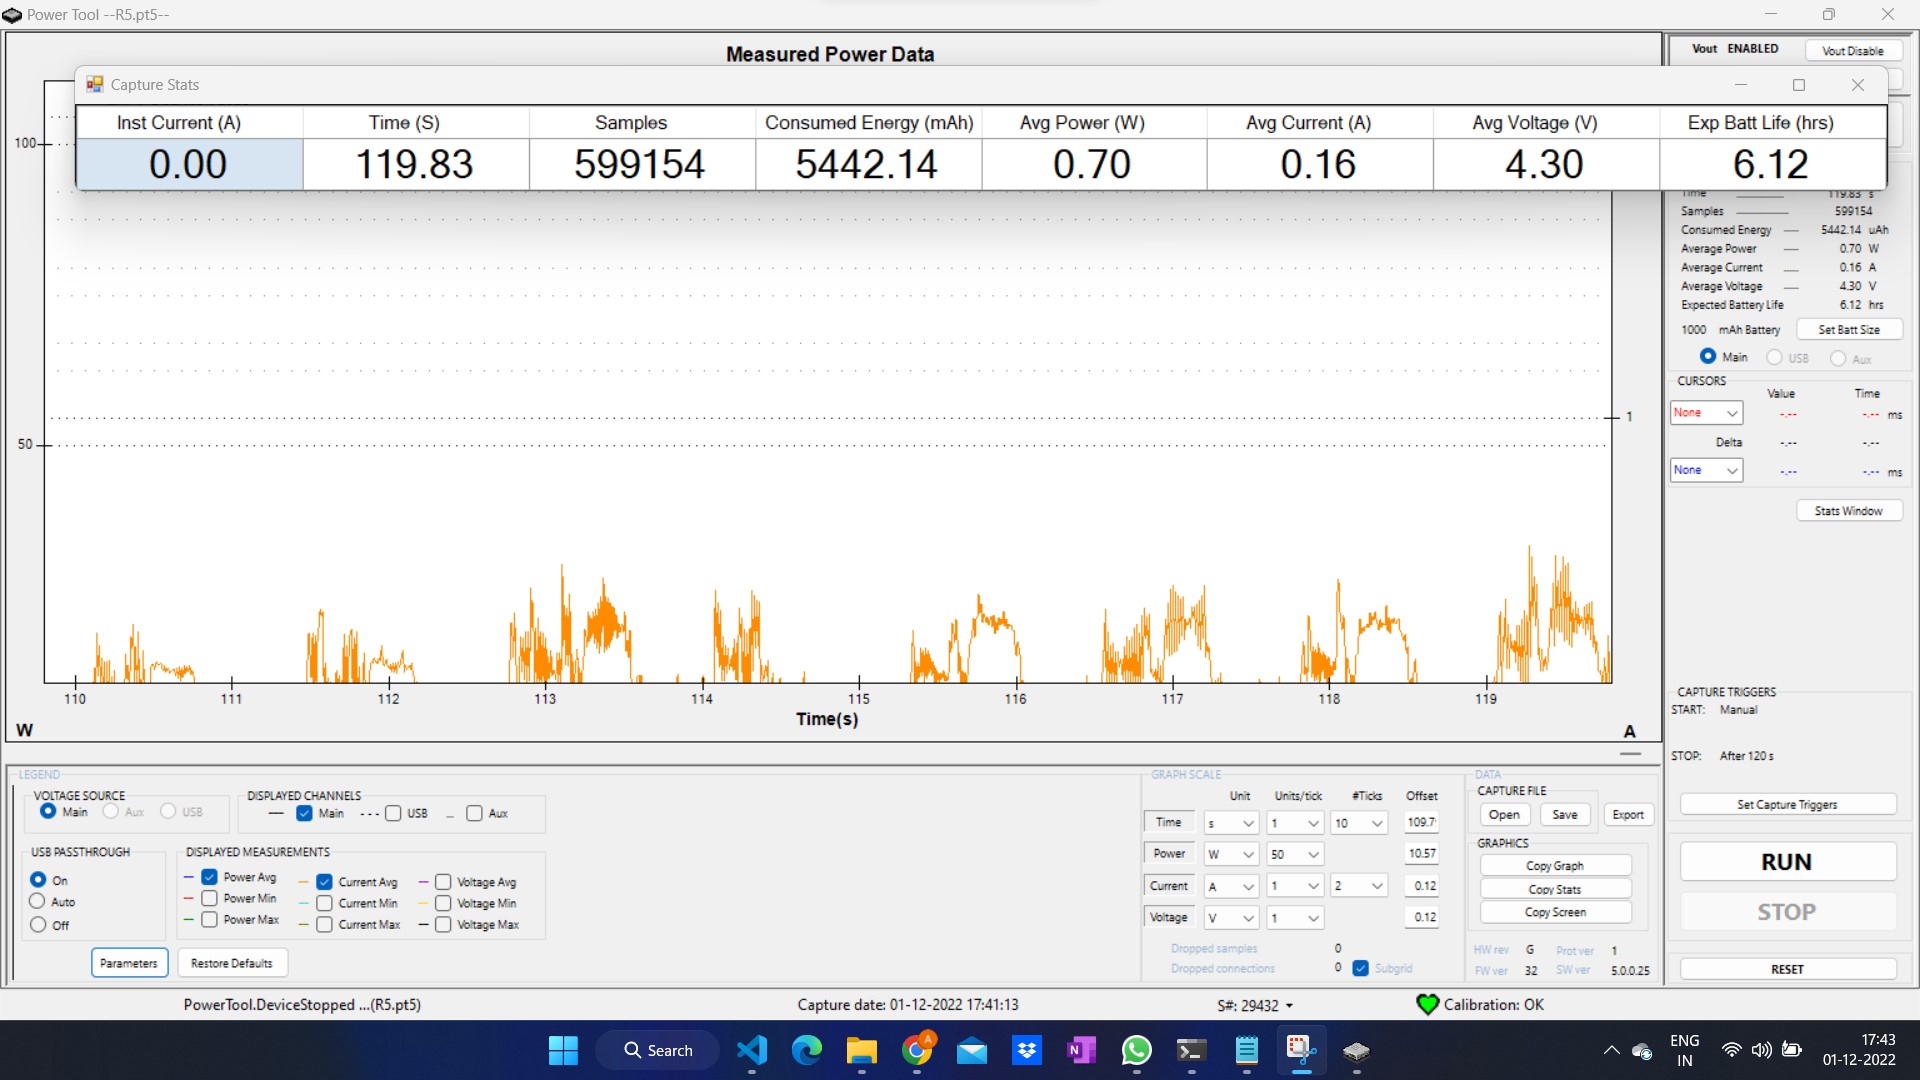 Power Tool --R5.pt5--
Measured Power Data
Vout ENABLED
Vout Disable
Capture Stats
Inst Current (A) Time (S) Samples Consumed Energy (mAh) Avg Power (W) Avg Current (A) Avg Voltage (V) Exp Batt Life (hrs)
0.00 119.83 599154 5442.14 0.70 0.16 4.30 6.12
100
50
1
Time 119.83 s
Samples 599154
Consumed Energy 5442.14 uAh
Average Power 0.70 W
Average Current 0.16 A
Average Voltage 4.30 V
Expected Battery Life 6.12 hrs
1000 mAh Battery Set Batt Size
Main USB Aux
CURSORS
Value Time
None -.-- -.-- ms
Delta -.-- -.--
None -.-- -.-- ms
Stats Window
110 111 112 113 114 115 116 117 118 119
Time(s)
W A
CAPTURE TRIGGERS
START: Manual
STOP: After 120 s
Set Capture Triggers
RUN
STOP
RESET
LEGEND
VOLTAGE SOURCE
Main Aux USB
DISPLAYED CHANNELS
Main USB Aux
USB PASSTHROUGH
On
Auto
Off
DISPLAYED MEASUREMENTS
Power Avg Current Avg Voltage Avg
Power Min Current Min Voltage Min
Power Max Current Max Voltage Max
Parameters Restore Defaults
GRAPH SCALE
Unit Units/tick #Ticks Offset
Time s 1 10 109.7
Power W 50 10.57
Current A 1 2 0.12
Voltage V 1 0.12
Dropped samples 0
Dropped connections 0 Subgrid
DATA
CAPTURE FILE
Open Save Export
GRAPHICS
Copy Graph
Copy Stats
Copy Screen
HW rev G Prot ver 1
FW ver 32 SW ver 5.0.0.25
PowerTool.DeviceStopped ...(R5.pt5) Capture date: 01-12-2022 17:41:13 S#: 29432 Calibration: OK
Search
A
N
ENG
IN
17:43
01-12-2022